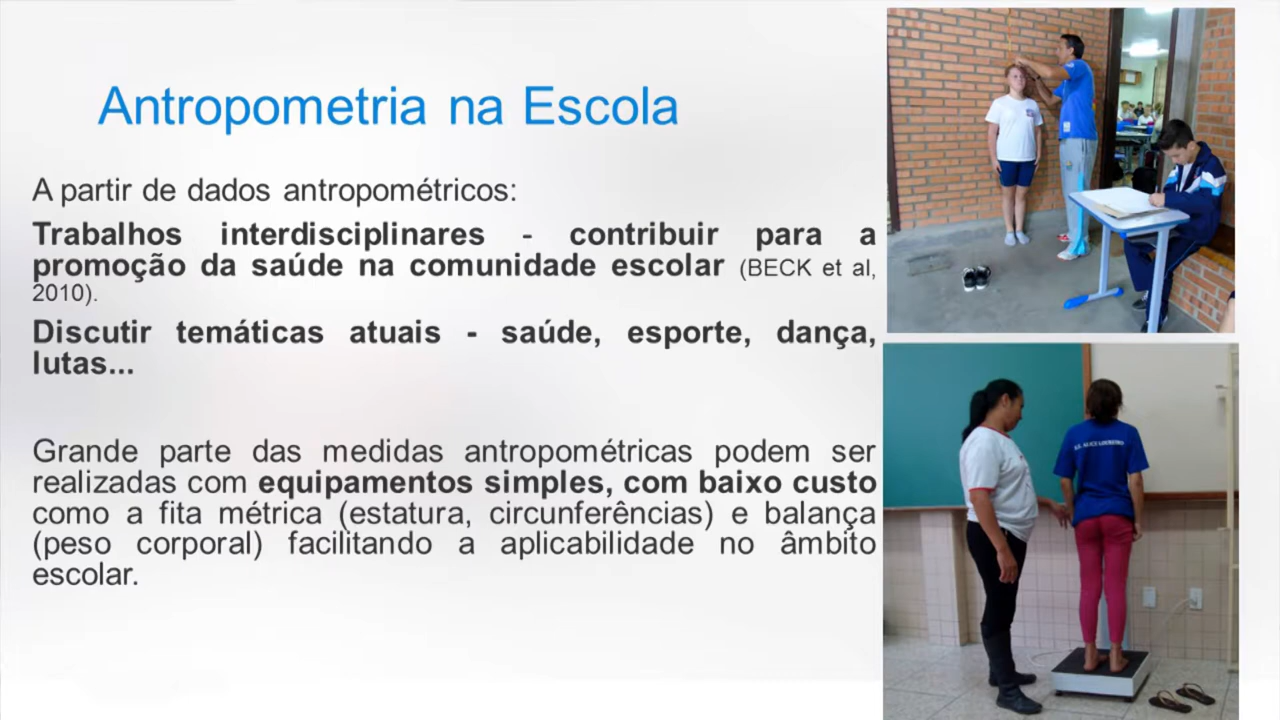 Antropometria na Escola
A partir de dados antropométricos:
Trabalhos interdisciplinares - contribuir para a
promoção da saúde na comunidade escolar (BECK et al,
2010).
Discutir temáticas atuais - saúde, esporte, dança,
lutas...
Grande parte das medidas antropométricas podem ser
realizadas com equipamentos simples, com baixo custo
como a fita métrica (estatura, circunferências) e balança
(peso corporal) facilitando a aplicabilidade no âmbito
escolar.
ALICE LOUREIRO